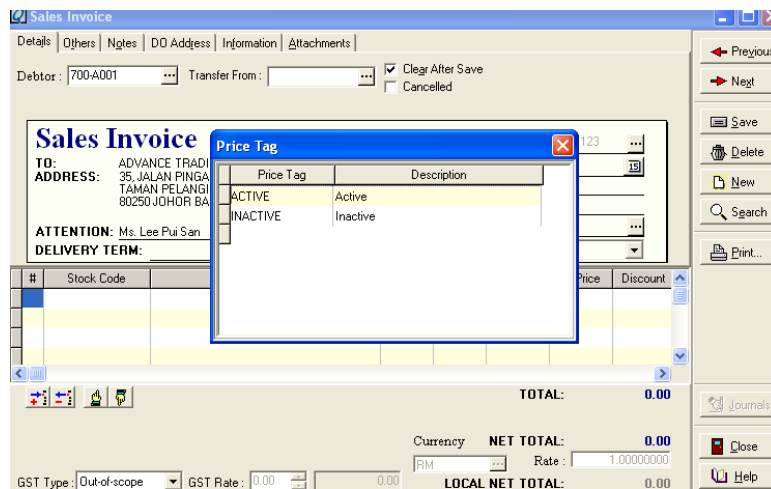 Sales Invoice
Details Others Notes DO Address Information Attachments
Debtor : 700-A001 ... Transfer From : ... Clear After Save
Cancelled
Previous
Next
Save
Delete
New
Search
Print...
Journals
Close
Help
Sales Invoice
123 ...
TO: ADVANCE TRADI
15
ADDRESS: 35, JALAN PINGA
TAMAN PELANGI
80250 JOHOR BA
ATTENTION: Ms. Lee Pui San ...
DELIVERY TERM:
Price Tag
Price Tag Description
ACTIVE Active
INACTIVE Inactive
# Stock Code Price Discount
TOTAL: 0.00
Currency NET TOTAL: 0.00
RM ... Rate : 1.00000000
GST Type : Out-of-scope GST Rate : 0.00 0.00 LOCAL NET TOTAL: 0.00